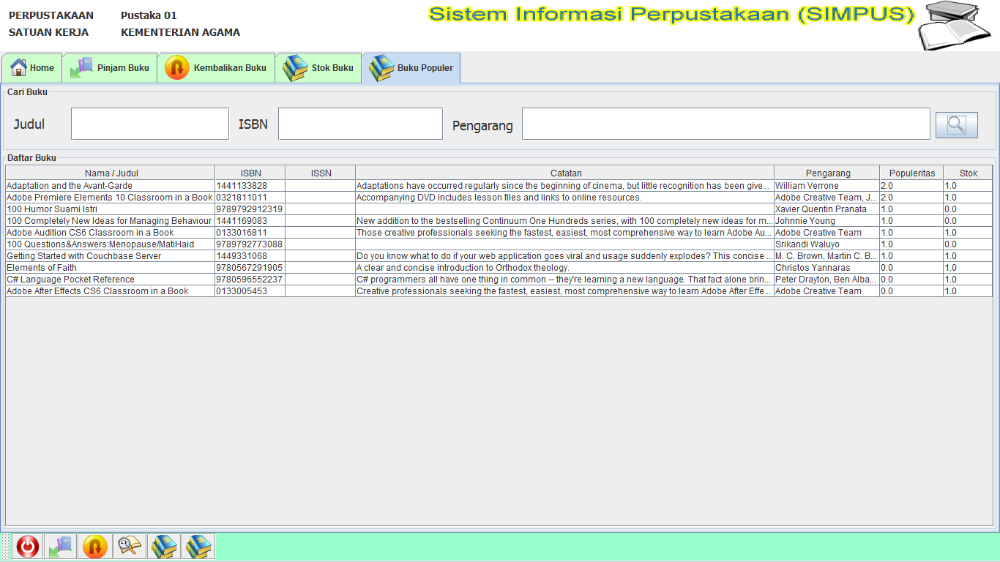 PERPUSTAKAAN Pustaka 01
SATUAN KERJA KEMENTERIAN AGAMA
Sistem Informasi Perpustakaan (SIMPUS)
Home Pinjam Buku Kembalikan Buku Stok Buku Buku Populer
Cari Buku
Judul ISBN Pengarang
Daftar Buku
Nama / Judul ISBN ISSN Catatan Pengarang Populeritas Stok
Adaptation and the Avant-Garde 1441133828 Adaptations have occurred regularly since the beginning of cinema, but little recognition has been give... William Verrone 2.0 1.0
Adobe Premiere Elements 10 Classroom in a Book 0321811011 Accompanying DVD includes lesson files and links to online resources. Adobe Creative Team, J... 2.0 1.0
100 Humor Suami Istri 9789792912319 Xavier Quentin Pranata 1.0 0.0
100 Completely New Ideas for Managing Behaviour 1441169083 New addition to the bestselling Continuum One Hundreds series, with 100 completely new ideas for m... Johnnie Young 1.0 0.0
Adobe Audition CS6 Classroom in a Book 0133016811 Those creative professionals seeking the fastest, easiest, most comprehensive way to learn Adobe Au... Adobe Creative Team 1.0 1.0
100 Questions&Answers:Menopause/MatiHaid 9789792773088 Srikandi Waluyo 1.0 0.0
Getting Started with Couchbase Server 1449331068 Do you know what to do if your web application goes viral and usage suddenly explodes? This concise ... M. C. Brown, Martin C. B... 1.0 1.0
Elements of Faith 9780567291905 A clear and concise introduction to Orthodox theology. Christos Yannaras 0.0 1.0
C# Language Pocket Reference 9780596552237 C# programmers all have one thing in common -- they're learning a new language. That fact alone brin... Peter Drayton, Ben Alba... 0.0 1.0
Adobe After Effects CS6 Classroom in a Book 0133005453 Creative professionals seeking the fastest, easiest, most comprehensive way to learn Adobe After Effe... Adobe Creative Team 0.0 1.0